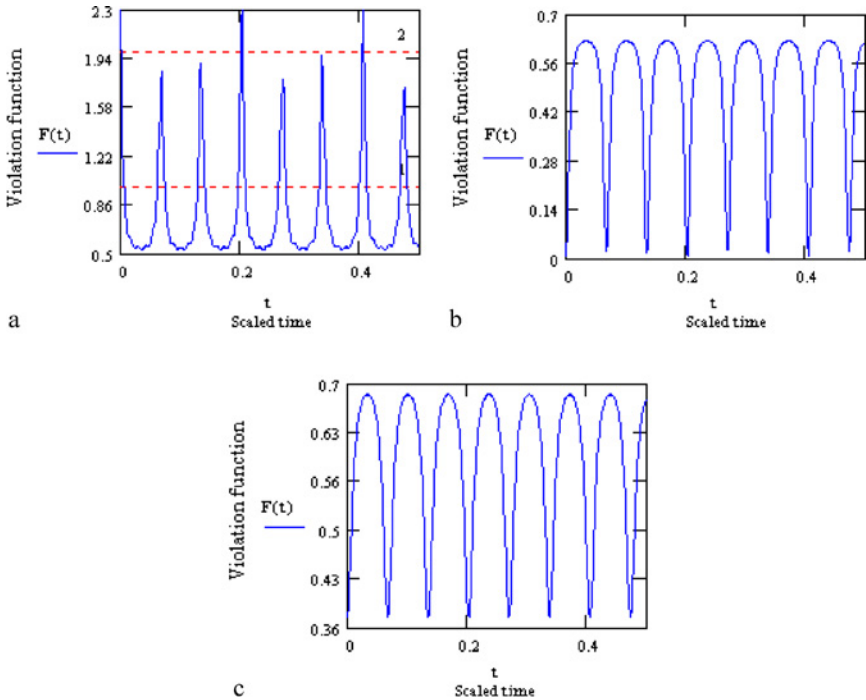 2.3
1.94
1.58
1.22
0.86
0.5
Violation function
F(t)
2
1
0
0.2
0.4
t
Scaled time
a
0.7
0.56
0.42
0.28
0.14
0
Violation function
F(t)
0
0.2
0.4
t
Scaled time
b
0.7
0.63
0.56
0.5
0.43
0.36
Violation function
F(t)
0
0.2
0.4
t
Scaled time
c